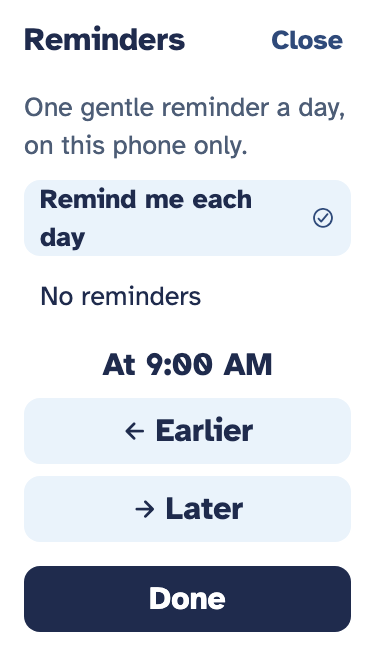 Reminders
Close
One gentle reminder a day,
on this phone only.
Remind me each
day
No reminders
At 9:00 AM
← Earlier
→ Later
Done